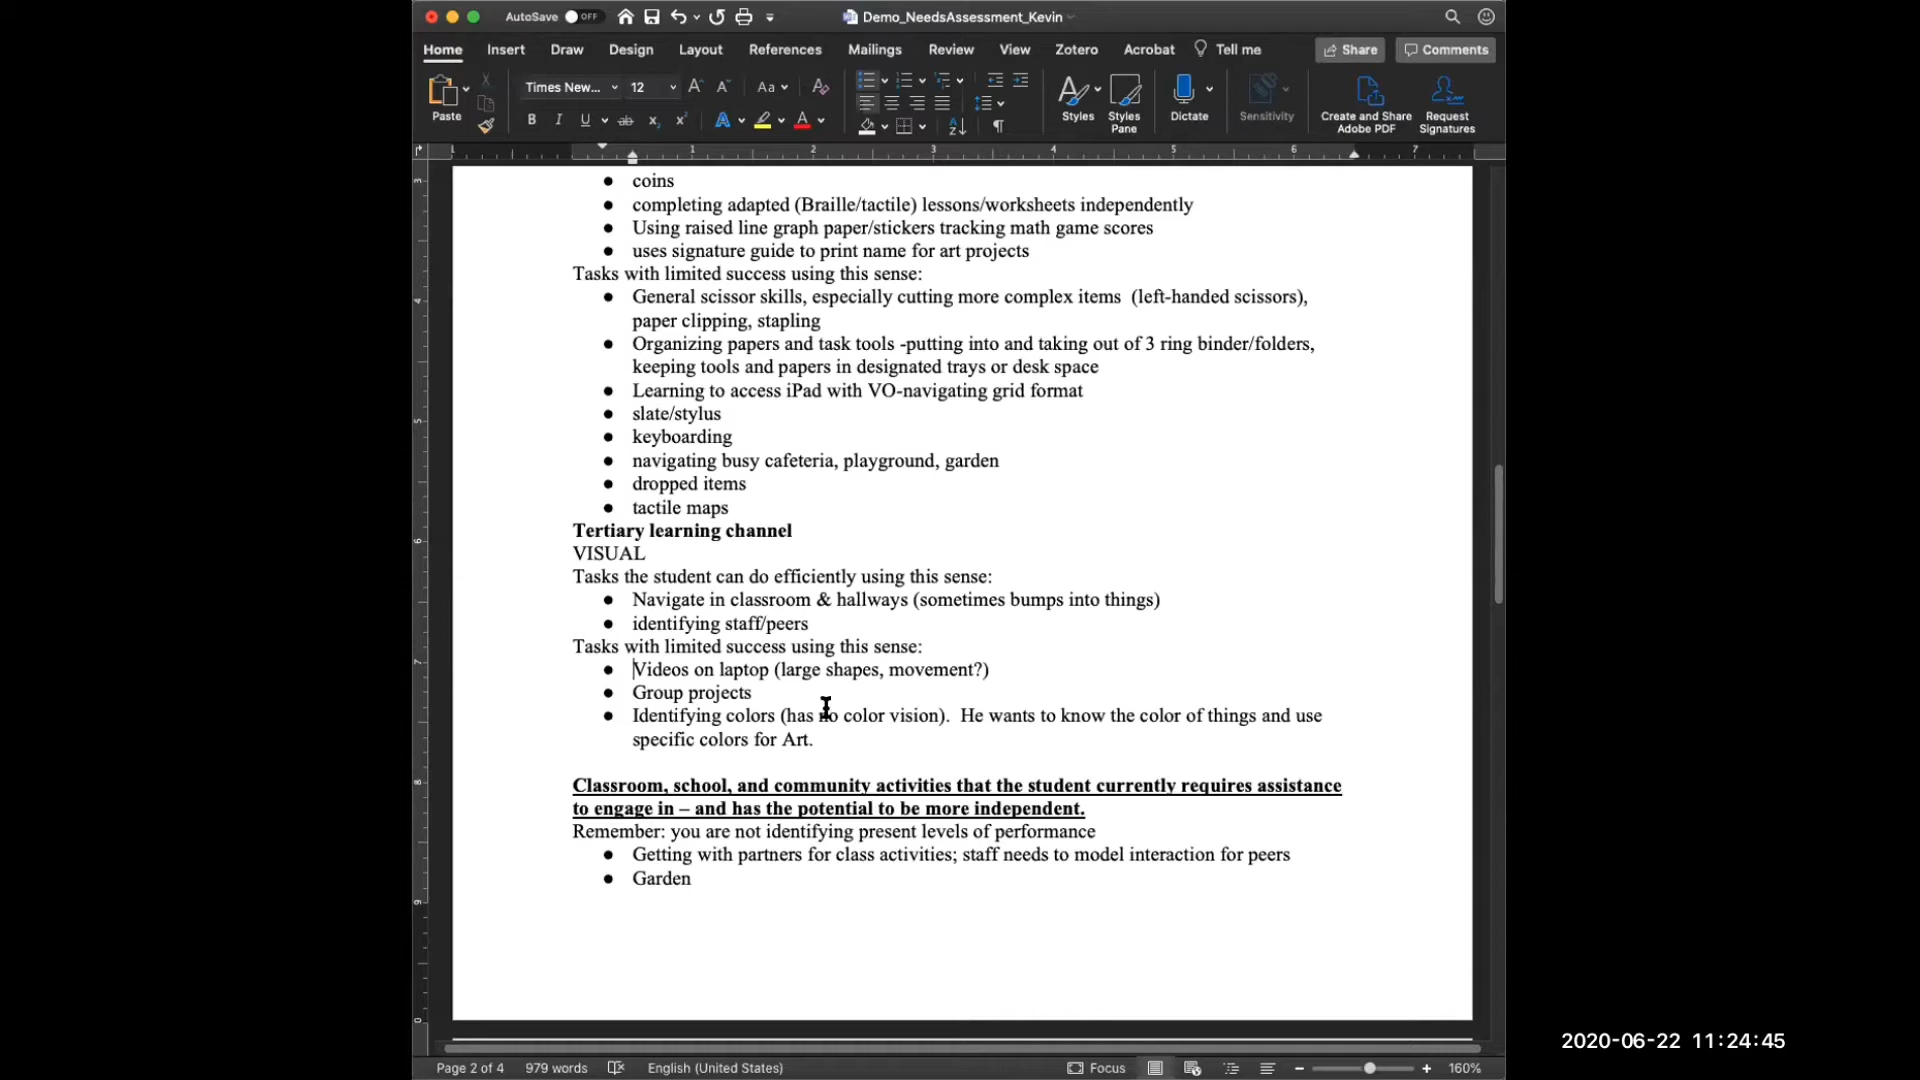 AutoSave OFF
Demo_NeedsAssessment_Kevin
Home Insert Draw Design Layout References Mailings Review View Zotero Acrobat Tell me Share Comments
Times New... 12
Paste
Styles
Styles Pane
Dictate
Sensitivity
Create and Share Adobe PDF
Request Signatures
1 1 2 3 4 5 6 7
• coins
• completing adapted (Braille/tactile) lessons/worksheets independently
• Using raised line graph paper/stickers tracking math game scores
• uses signature guide to print name for art projects
Tasks with limited success using this sense:
• General scissor skills, especially cutting more complex items  (left-handed scissors),
paper clipping, stapling
• Organizing papers and task tools -putting into and taking out of 3 ring binder/folders,
keeping tools and papers in designated trays or desk space
• Learning to access iPad with VO-navigating grid format
• slate/stylus
• keyboarding
• navigating busy cafeteria, playground, garden
• dropped items
• tactile maps
Tertiary learning channel
VISUAL
Tasks the student can do efficiently using this sense:
• Navigate in classroom & hallways (sometimes bumps into things)
• identifying staff/peers
Tasks with limited success using this sense:
• Videos on laptop (large shapes, movement?)
• Group projects
• Identifying colors (has no color vision).  He wants to know the color of things and use
specific colors for Art.
Classroom, school, and community activities that the student currently requires assistance
to engage in – and has the potential to be more independent.
Remember: you are not identifying present levels of performance
• Getting with partners for class activities; staff needs to model interaction for peers
• Garden
Page 2 of 4 979 words English (United States) Focus 160%
2020-06-22 11:24:45